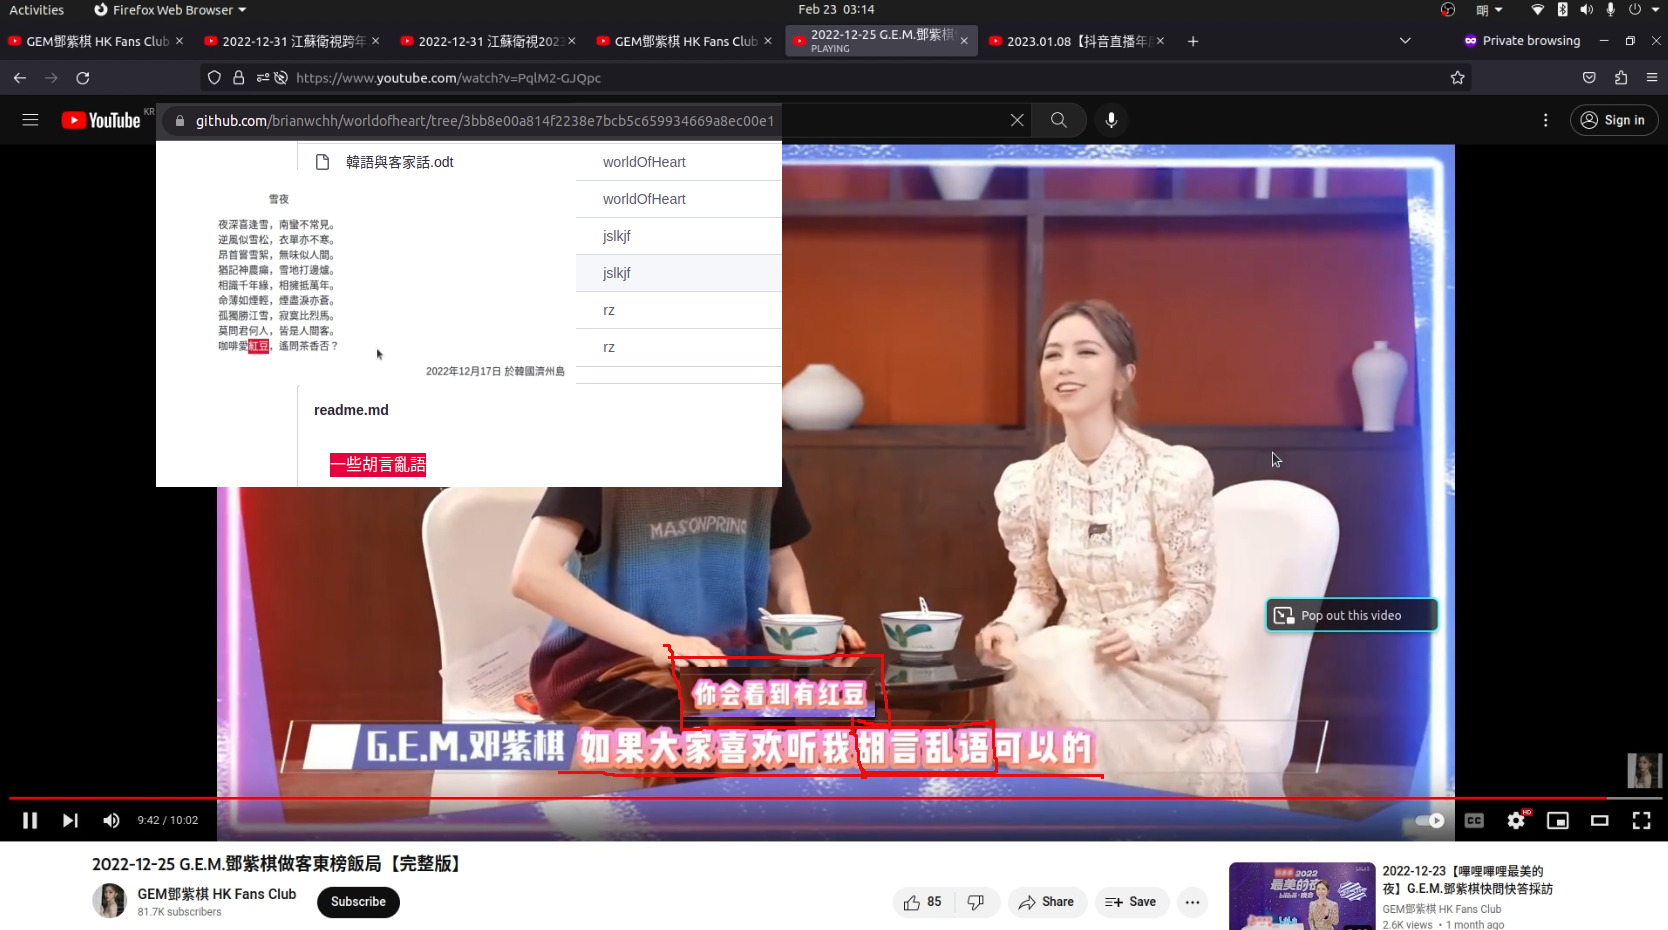 Activities
Firefox Web Browser
Feb 23 03:14
GEM鄧紫棋 HK Fans Club
2022-12-31 江蘇衛視跨年
2022-12-31 江蘇衛視2023
GEM鄧紫棋 HK Fans Club
2022-12-25 G.E.M.鄧紫棋
PLAYING
2023.01.08【抖音直播年
Private browsing
https://www.youtube.com/watch?v=PqlM2-GJQpc
YouTube KR
github.com/brianwchh/worldofheart/tree/3bb8e00a814f2238e7bcb5c659934669a8ec00e1
Sign in
韓語與客家話.odt
worldOfHeart
worldOfHeart
jslkjf
jslkjf
rz
rz
雪夜
夜深喜逢雪，南蠻不常見。
逆風似雪松，衣單亦不寒。
昂首嘗雪絮，無味似人間。
猶記神農癲，雪地打邊爐。
相識千年緣，相擁抵萬年。
命薄如煙輕，煙盡淚亦蒼。
孤獨勝江雪，寂寞比烈馬。
莫問君何人，皆是人間客。
咖啡愛紅豆，遙問茶香否？
2022年12月17日 於韓國濟州島
readme.md
一些胡言亂語
MASONPRINC
Pop out this video
你会看到有红豆
G.E.M.邓紫棋 如果大家喜欢听我胡言乱语可以的
9:42 / 10:02
CC
HD
2022-12-25 G.E.M.鄧紫棋做客東榜飯局【完整版】
GEM鄧紫棋 HK Fans Club
81.7K subscribers
Subscribe
85
Share
Save
2022
最美的夜
2022-12-23【嗶哩嗶哩最美的
夜】G.E.M.鄧紫棋快問快答採訪
GEM鄧紫棋 HK Fans Club
2.6K views • 1 month ago